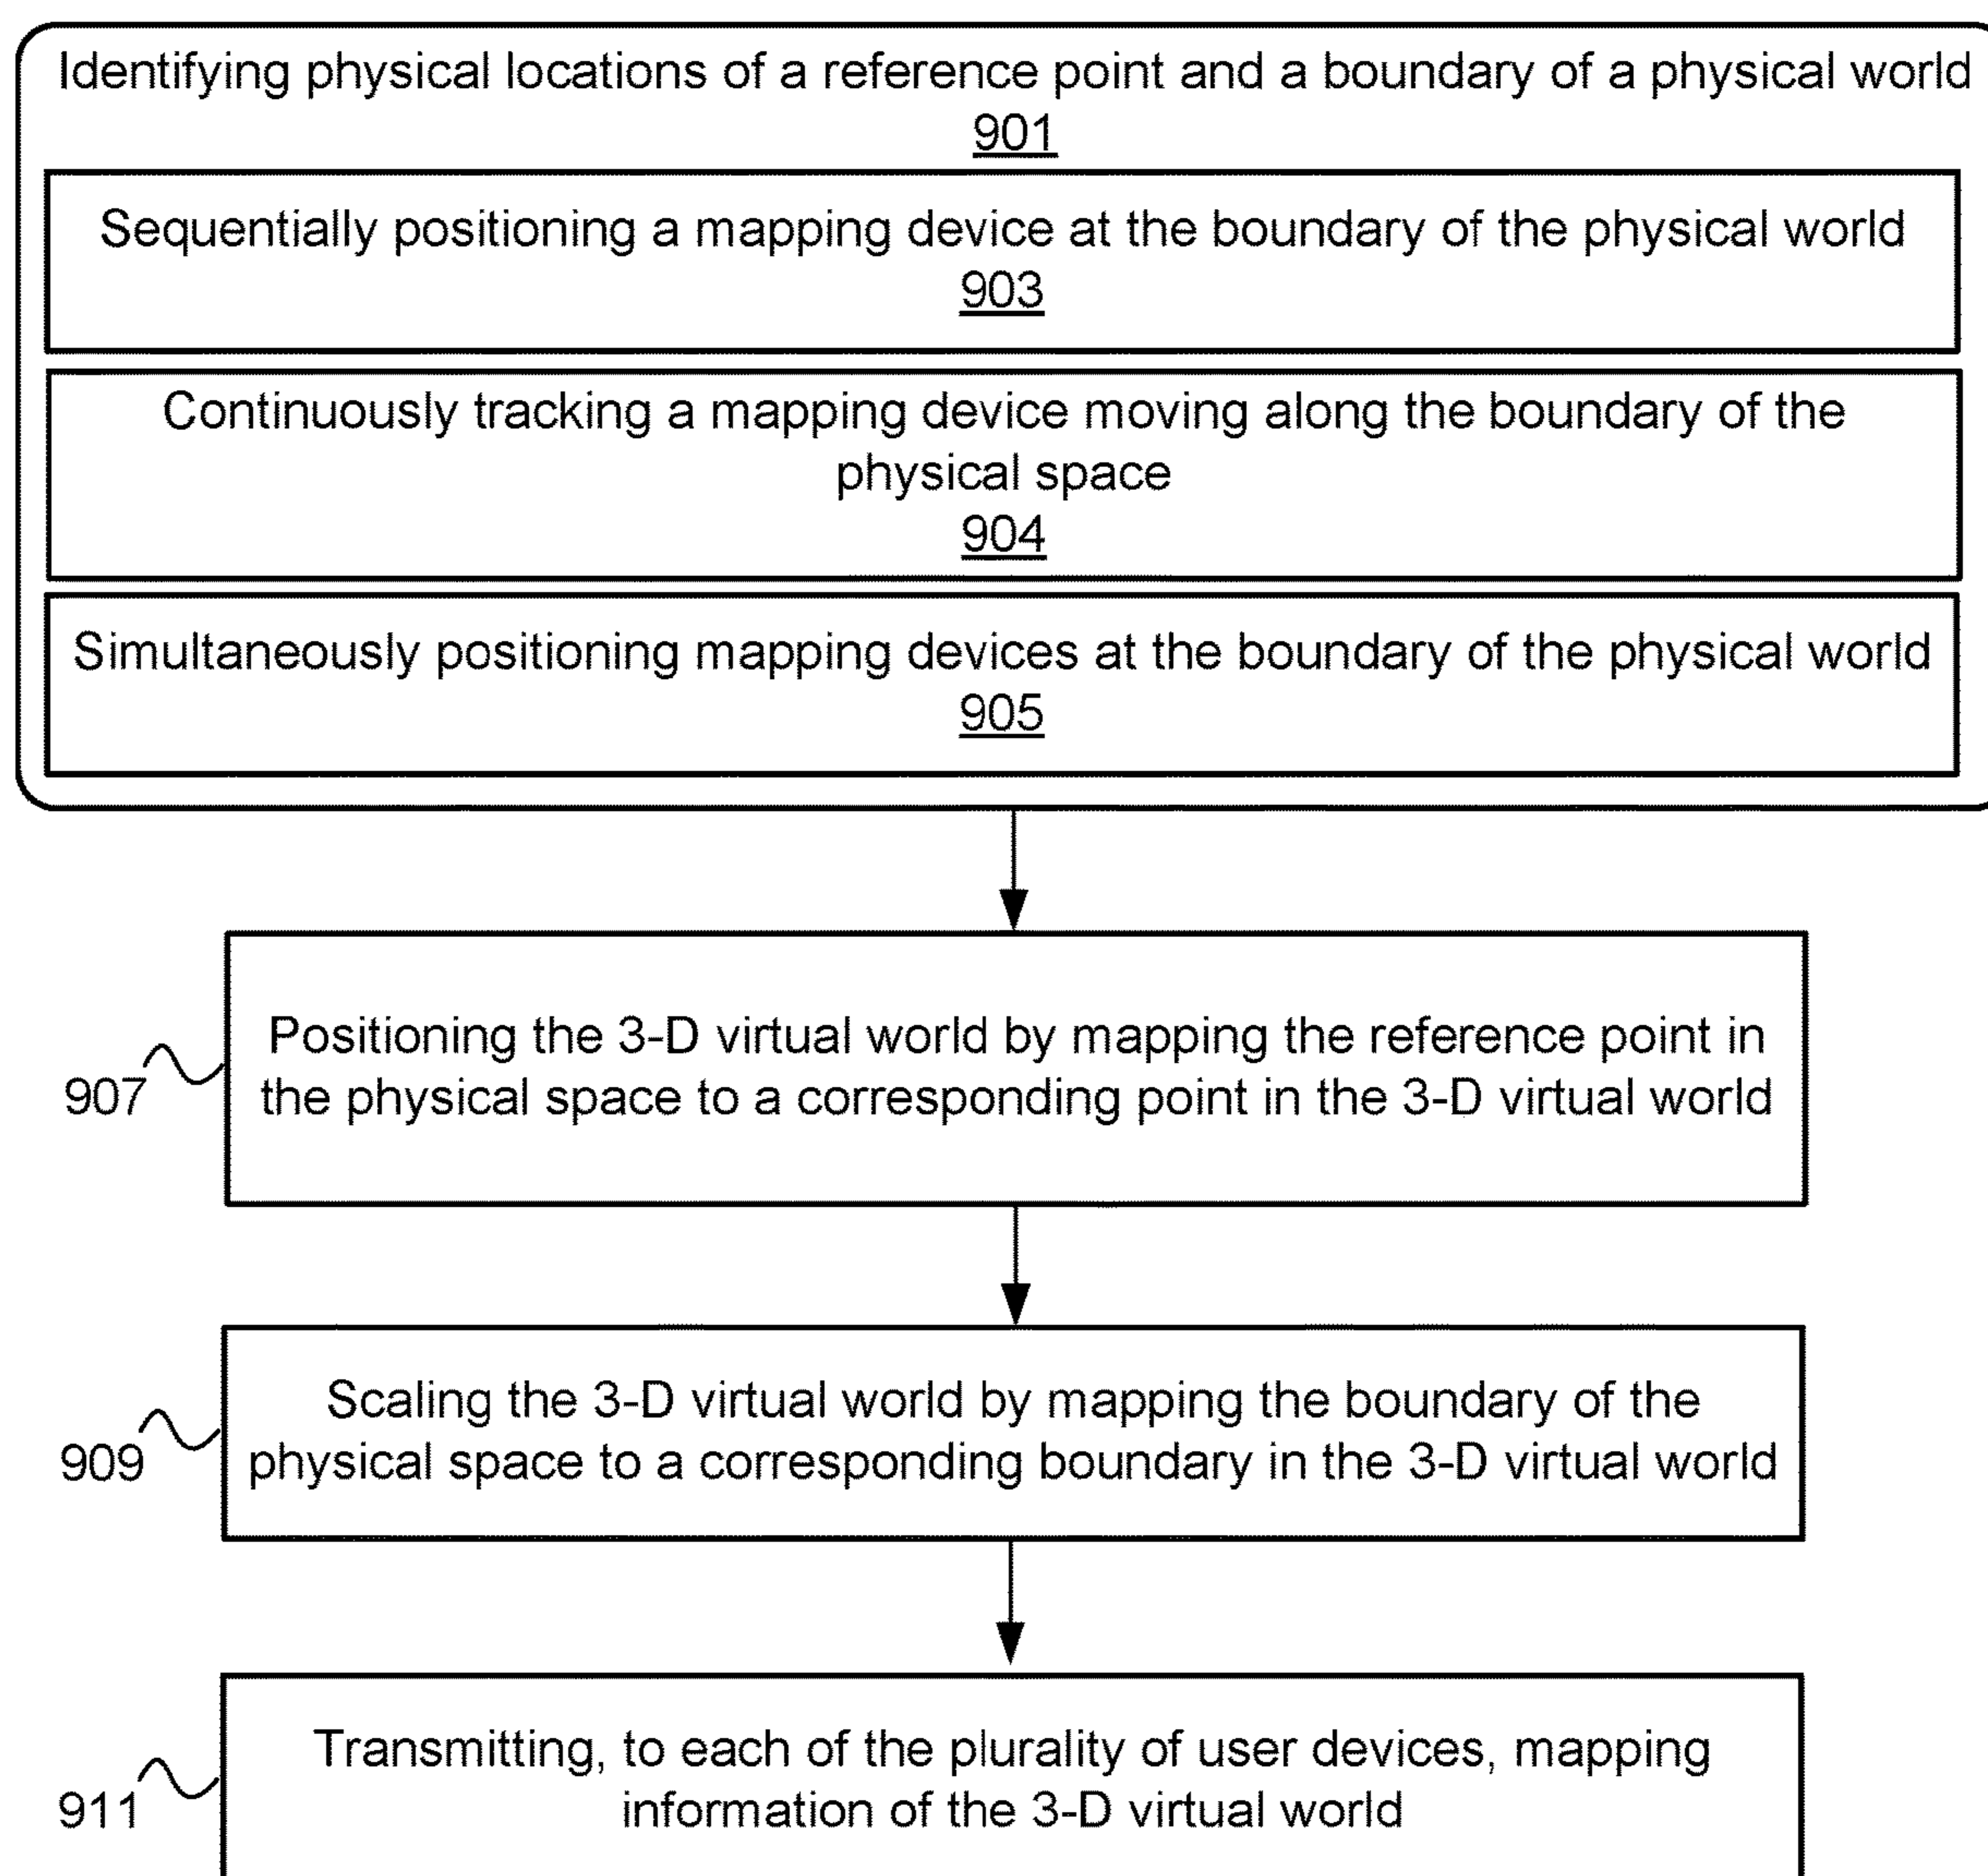 Identifying physical locations of a reference point and a boundary of a physical world
901
Sequentially positioning a mapping device at the boundary of the physical world
903
Continuously tracking a mapping device moving along the boundary of the
physical space
904
Simultaneously positioning mapping devices at the boundary of the physical world
905
907
Positioning the 3-D virtual world by mapping the reference point in
the physical space to a corresponding point in the 3-D virtual world
909
Scaling the 3-D virtual world by mapping the boundary of the
physical space to a corresponding boundary in the 3-D virtual world
911
Transmitting, to each of the plurality of user devices, mapping
information of the 3-D virtual world